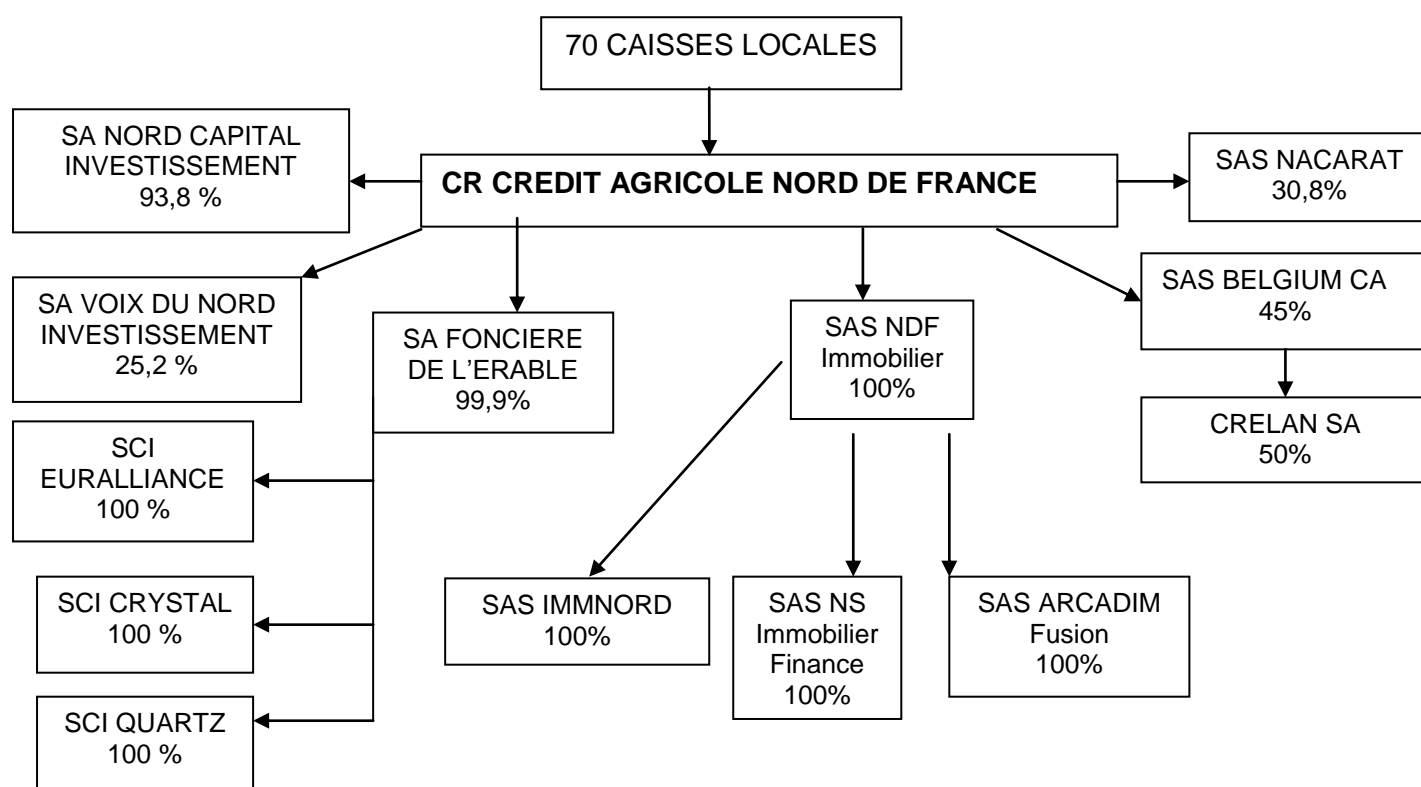 70 CAISSES LOCALES
SA NORD CAPITAL
INVESTISSEMENT
93,8 %
CR CREDIT AGRICOLE NORD DE FRANCE
SAS NACARAT
30,8%
SA VOIX DU NORD
INVESTISSEMENT
25,2 %
SA FONCIERE
DE L’ERABLE
99,9%
SAS NDF
Immobilier
100%
SAS BELGIUM CA
45%
CRELAN SA
50%
SCI
EURALLIANCE
100 %
SCI CRYSTAL
100 %
SCI QUARTZ
100 %
SAS IMMNORD
100%
SAS NS
Immobilier
Finance
100%
SAS ARCADIM
Fusion
100%